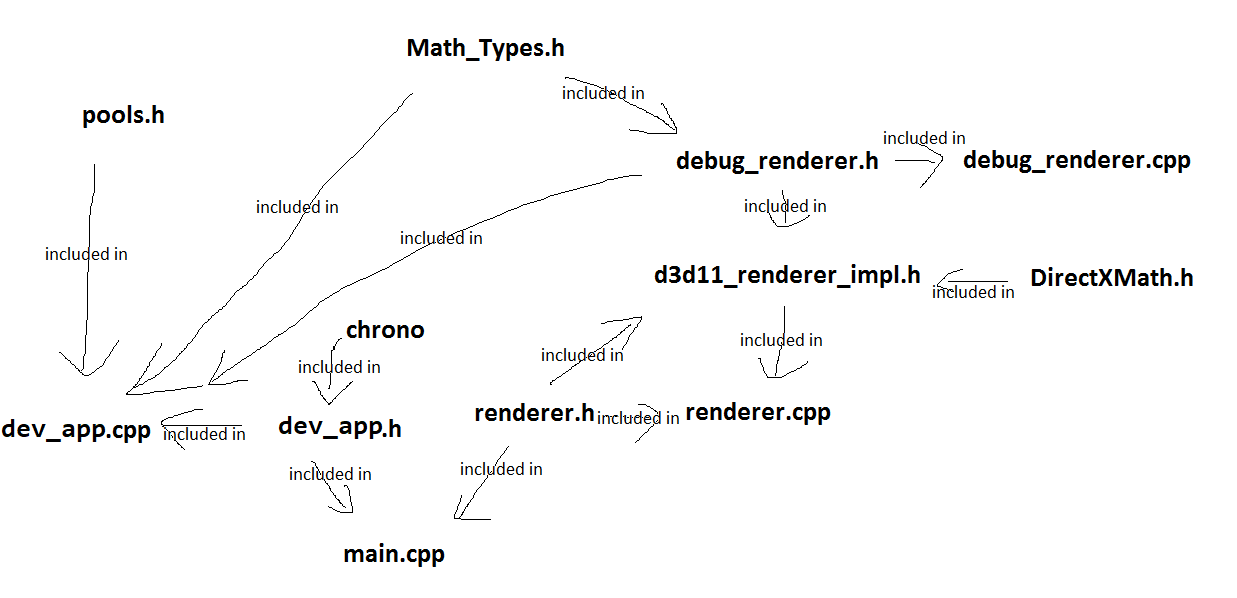 Math_Types.h
included in
pools.h
included in
debug_renderer.h
debug_renderer.cpp
included in
included in
included in
included in
d3d11_renderer_impl.h
DirectXMath.h
included in
chrono
included in
included in
included in
renderer.h
included in
renderer.cpp
dev_app.cpp
included in
dev_app.h
included in
included in
main.cpp